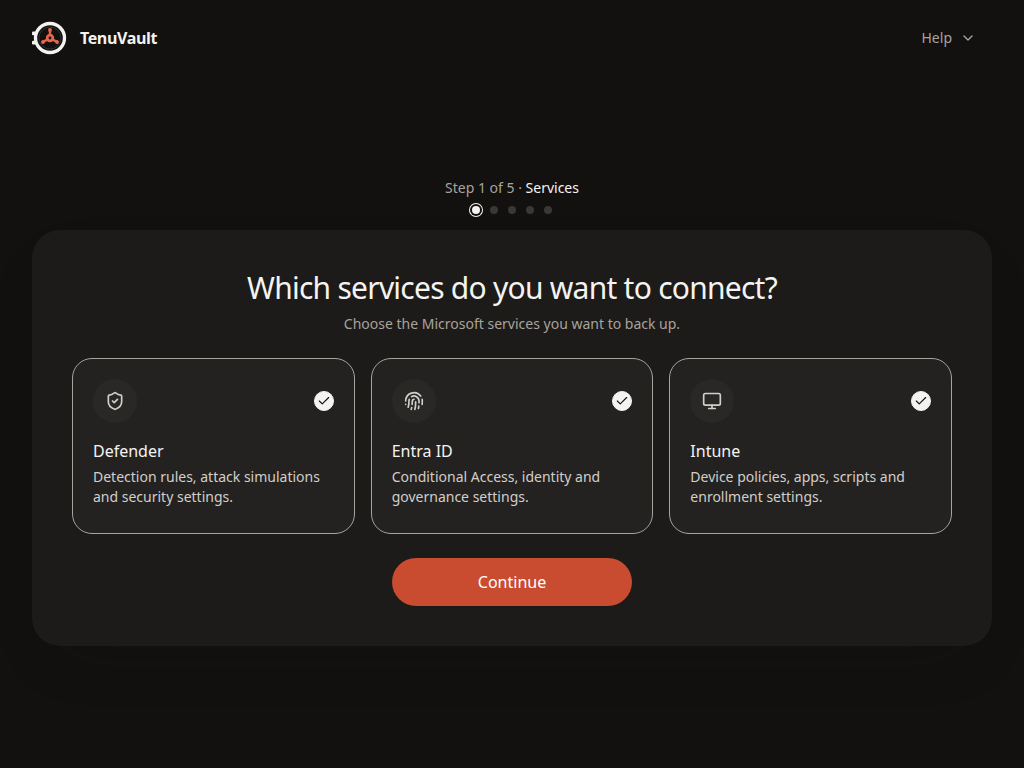 TenuVault
Help
Step 1 of 5 · Services
Which services do you want to connect?
Choose the Microsoft services you want to back up.
Defender
Detection rules, attack simulations
and security settings.
Entra ID
Conditional Access, identity and
governance settings.
Intune
Device policies, apps, scripts and
enrollment settings.
Continue